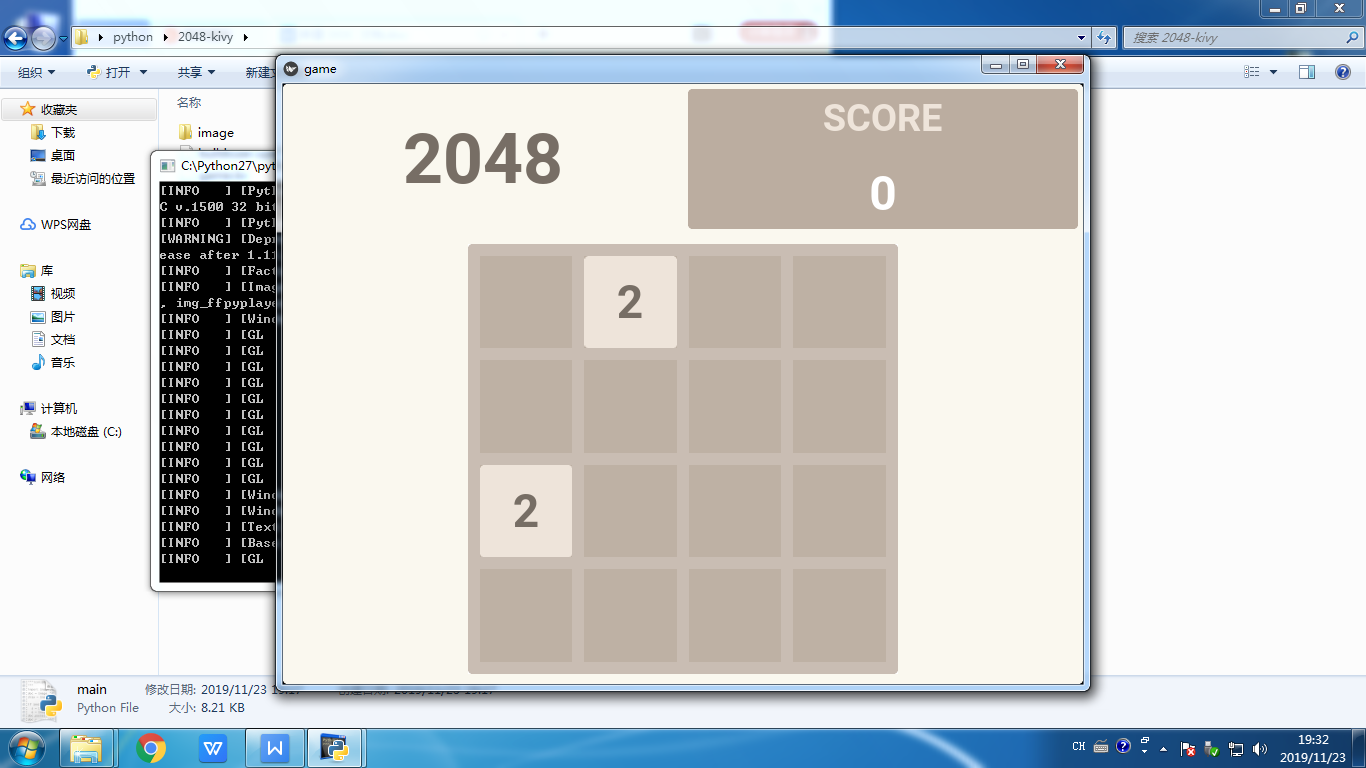 python 2048-kivy
搜索 2048-kivy
组织 打开 共享 新建文
收藏夹
下载
桌面
最近访问的位置
WPS网盘
库
视频
图片
文档
音乐
计算机
本地磁盘 (C:)
网络
名称
image
C:\Python27\pyt
[INFO ] [Pyt
C v.1500 32 bit
[INFO ] [Pyt
[WARNING] [Depr
ease after 1.11
[INFO ] [Fact
[INFO ] [Imag
, img_ffpyplaye
[INFO ] [Wind
[INFO ] [GL
[INFO ] [GL
[INFO ] [GL
[INFO ] [GL
[INFO ] [GL
[INFO ] [GL
[INFO ] [GL
[INFO ] [GL
[INFO ] [GL
[INFO ] [GL
[INFO ] [Wind
[INFO ] [Wind
[INFO ] [Text
[INFO ] [Base
[INFO ] [GL
game
2048
SCORE
0
2
2
main 修改日期: 2019/11/23
Python File 大小: 8.21 KB
CH
19:32
2019/11/23